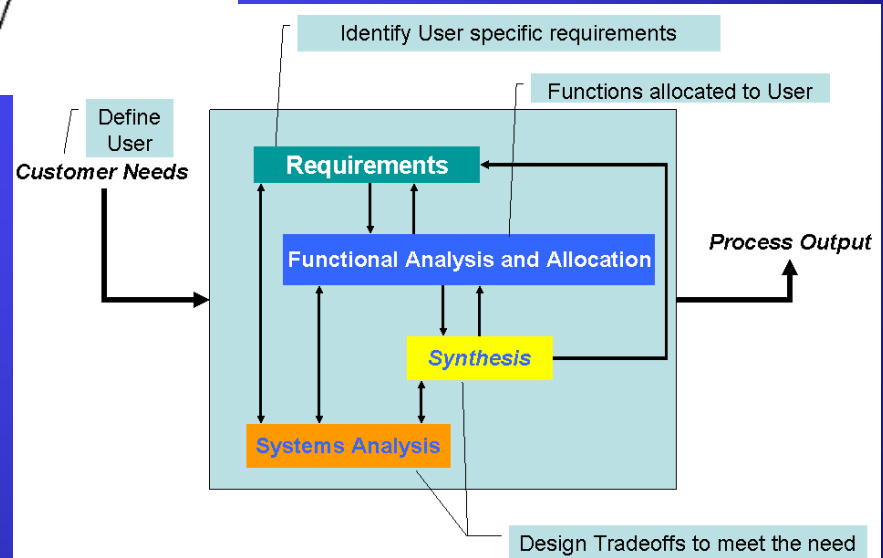 Identify User specific requirements
Functions allocated to User
Define
User
Customer Needs
Requirements
Functional Analysis and Allocation
Process Output
Synthesis
Systems Analysis
Design Tradeoffs to meet the need